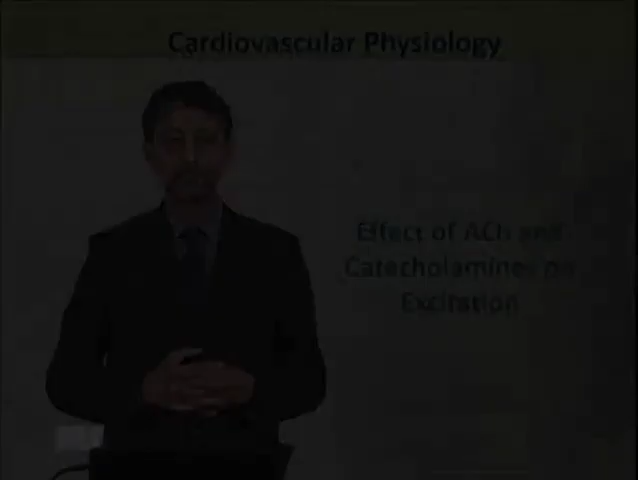 Cardiovascular Physiology
Effect of ACh and
Catecholamines on
Excitation